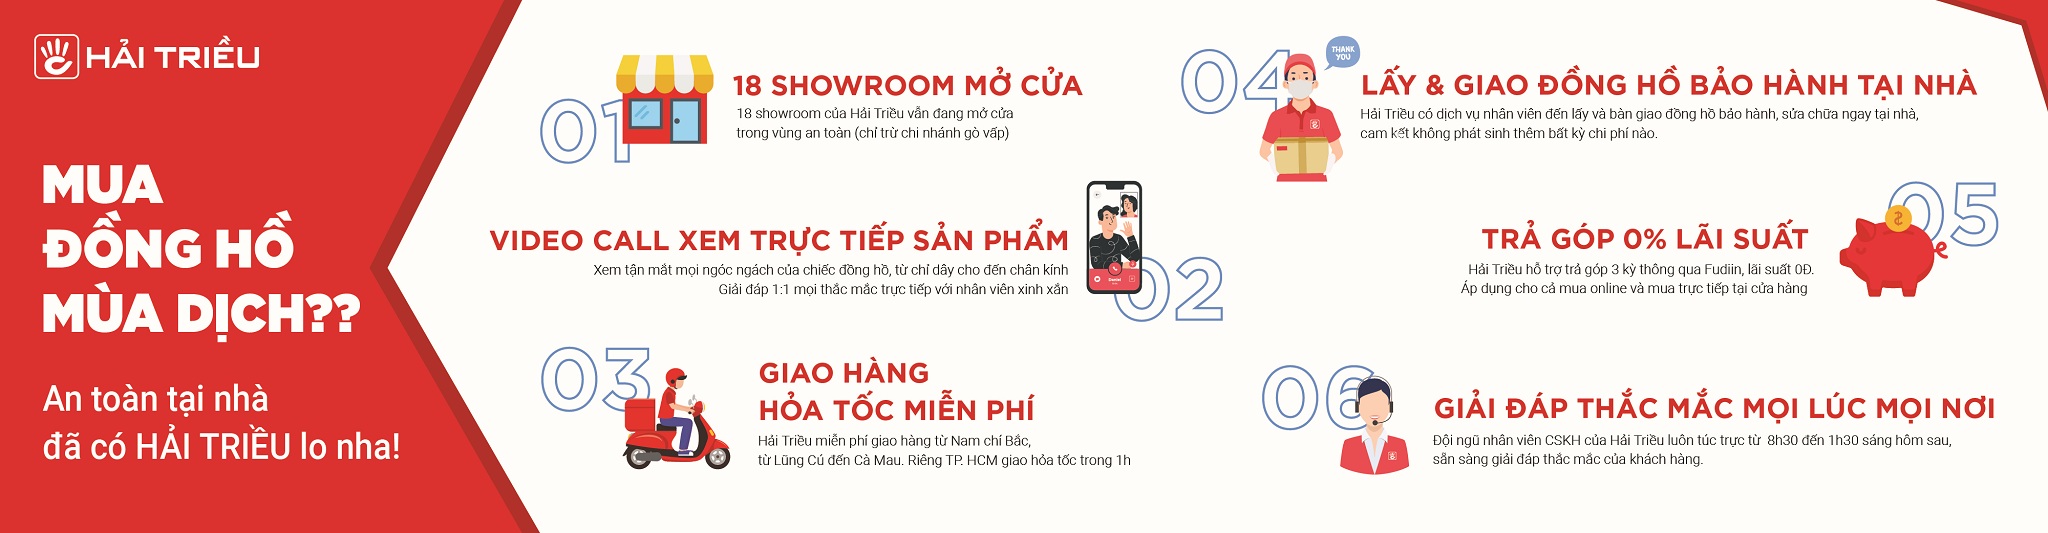 HẢI TRIỀU
MUA
ĐỒNG HỒ
MÙA DỊCH??
An toàn tại nhà
đã có HẢI TRIỀU lo nha!
01
18 SHOWROOM MỞ CỬA
18 showroom của Hải Triều vẫn đang mở cửa
trong vùng an toàn (chỉ trừ chi nhánh gò vấp)
VIDEO CALL XEM TRỰC TIẾP SẢN PHẨM
Xem tận mắt mọi ngóc ngách của chiếc đồng hồ, từ chỉ dây cho đến chân kính
Giải đáp 1:1 mọi thắc mắc trực tiếp với nhân viên xinh xắn
02
03
GIAO HÀNG
HỎA TỐC MIỄN PHÍ
Hải Triều miễn phí giao hàng từ Nam chí Bắc,
từ Lũng Cú đến Cà Mau. Riêng TP. HCM giao hỏa tốc trong 1h
04
THANK
YOU
LẤY & GIAO ĐỒNG HỒ BẢO HÀNH TẠI NHÀ
Hải Triều có dịch vụ nhân viên đến lấy và bàn giao đồng hồ bảo hành, sửa chữa ngay tại nhà,
cam kết không phát sinh thêm bất kỳ chi phí nào.
TRẢ GÓP 0% LÃI SUẤT
Hải Triều hỗ trợ trả góp 3 kỳ thông qua Fudiin, lãi suất 0Đ.
Áp dụng cho cả mua online và mua trực tiếp tại cửa hàng
05
06
GIẢI ĐÁP THẮC MẮC MỌI LÚC MỌI NƠI
Đội ngũ nhân viên CSKH của Hải Triều luôn túc trực từ 8h30 đến 1h30 sáng hôm sau,
sẵn sàng giải đáp thắc mắc của khách hàng.